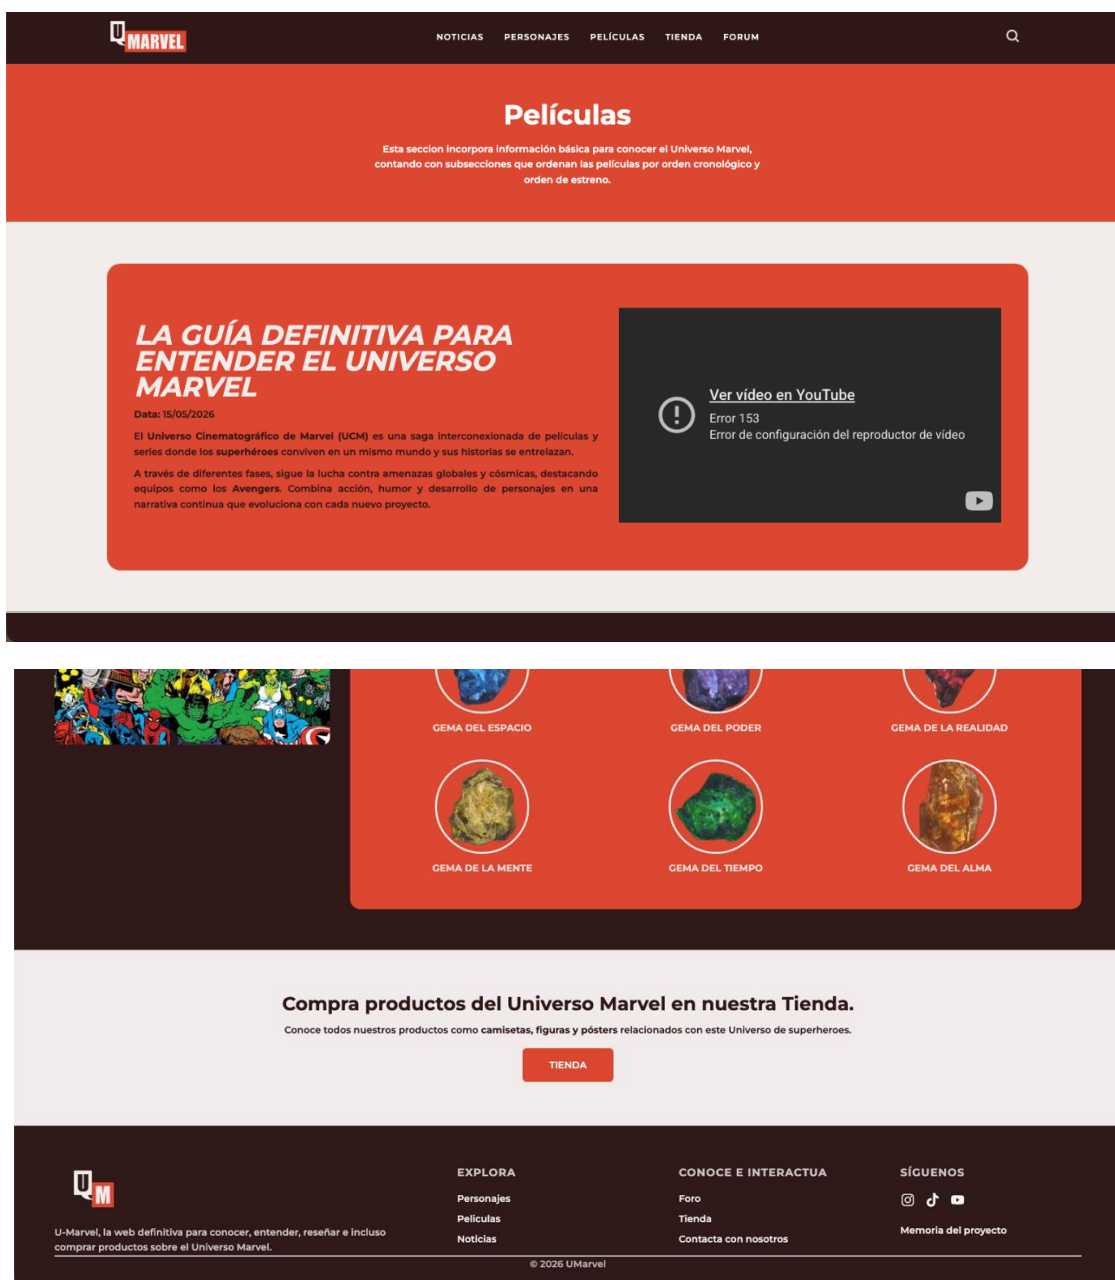 U MARVEL
NOTICIAS PERSONAJES PELÍCULAS TIENDA FORUM
Películas
Esta seccion incorpora información básica para conocer el Universo Marvel,
contando con subsecciones que ordenan las películas por orden cronológico y
orden de estreno.
LA GUÍA DEFINITIVA PARA
ENTENDER EL UNIVERSO
MARVEL
Data: 15/05/2026
El Universo Cinematográfico de Marvel (UCM) es una saga interconexionada de películas y
series donde los superhéroes conviven en un mismo mundo y sus historias se entrelazan.
A través de diferentes fases, sigue la lucha contra amenazas globales y cósmicas, destacando
equipos como los Avengers. Combina acción, humor y desarrollo de personajes en una
narrativa continua que evoluciona con cada nuevo proyecto.
Ver vídeo en YouTube
Error 153
Error de configuración del reproductor de vídeo
GEMA DEL ESPACIO
GEMA DEL PODER
GEMA DE LA REALIDAD
GEMA DE LA MENTE
GEMA DEL TIEMPO
GEMA DEL ALMA
Compra productos del Universo Marvel en nuestra Tienda.
Conoce todos nuestros productos como camisetas, figuras y pósters relacionados con este Universo de superheroes.
TIENDA
U M
U-Marvel, la web definitiva para conocer, entender, reseñar e incluso
comprar productos sobre el Universo Marvel.
EXPLORA
Personajes
Peliculas
Noticias
CONOCE E INTERACTUA
Foro
Tienda
Contacta con nosotros
SÍGUENOS
Memoria del proyecto
© 2026 UMarvel